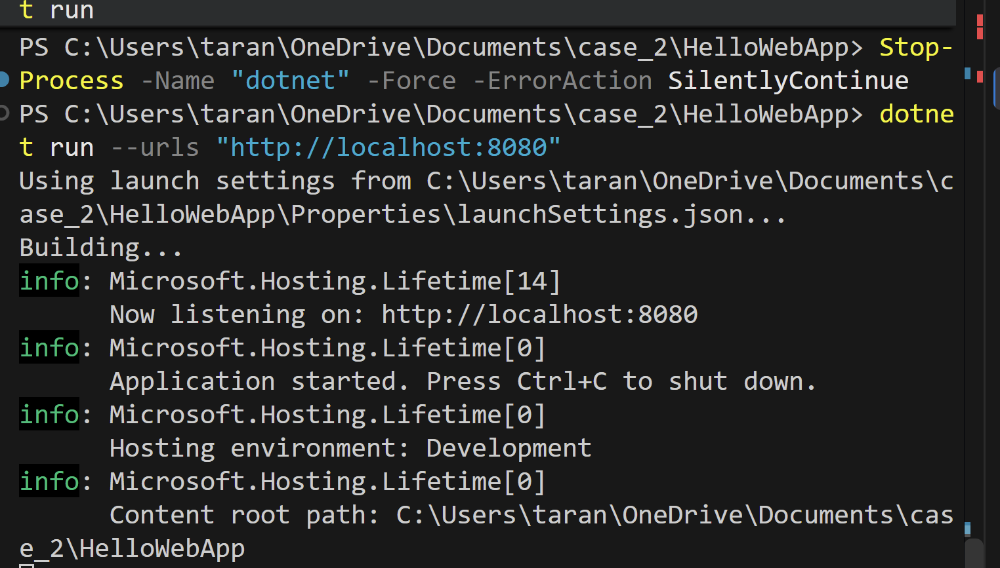 t run
PS C:\Users\taran\OneDrive\Documents\case_2\HelloWebApp> Stop-
Process -Name "dotnet" -Force -ErrorAction SilentlyContinue
PS C:\Users\taran\OneDrive\Documents\case_2\HelloWebApp> dotne
t run --urls "http://localhost:8080"
Using launch settings from C:\Users\taran\OneDrive\Documents\c
ase_2\HelloWebApp\Properties\launchSettings.json...
Building...
info: Microsoft.Hosting.Lifetime[14]
      Now listening on: http://localhost:8080
info: Microsoft.Hosting.Lifetime[0]
      Application started. Press Ctrl+C to shut down.
info: Microsoft.Hosting.Lifetime[0]
      Hosting environment: Development
info: Microsoft.Hosting.Lifetime[0]
      Content root path: C:\Users\taran\OneDrive\Documents\cas
e_2\HelloWebApp